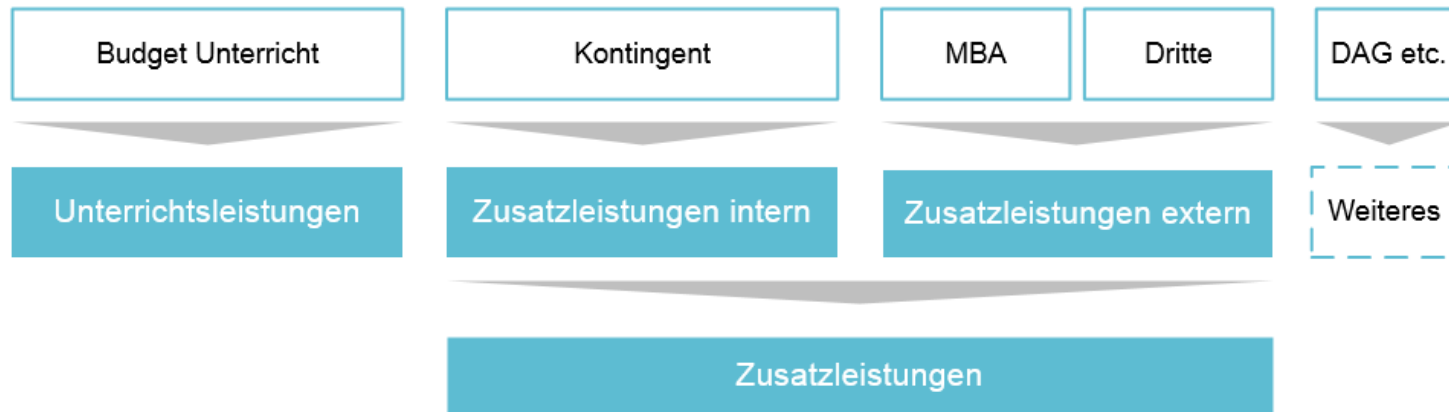 Budget Unterricht
Kontingent
MBA
Dritte
DAG etc.
Unterrichtsleistungen
Zusatzleistungen intern
Zusatzleistungen extern
Weiteres
Zusatzleistungen